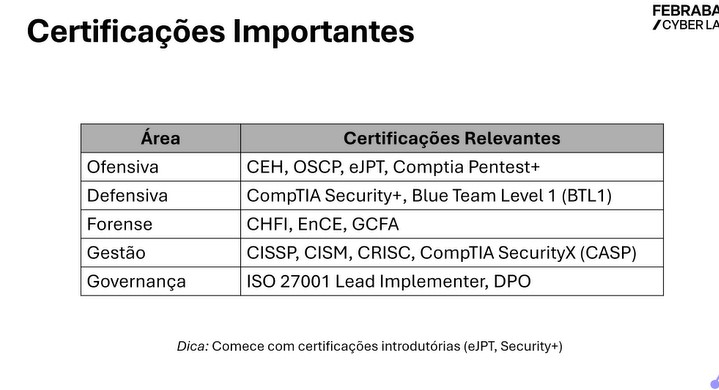 Certificações Importantes
FEBRABA
/CYBER LA
Área Certificações Relevantes
Ofensiva CEH, OSCP, eJPT, Comptia Pentest+
Defensiva CompTIA Security+, Blue Team Level 1 (BTL1)
Forense CHFI, EnCE, GCFA
Gestão CISSP, CISM, CRISC, CompTIA SecurityX (CASP)
Governança ISO 27001 Lead Implementer, DPO
Dica: Comece com certificações introdutórias (eJPT, Security+)